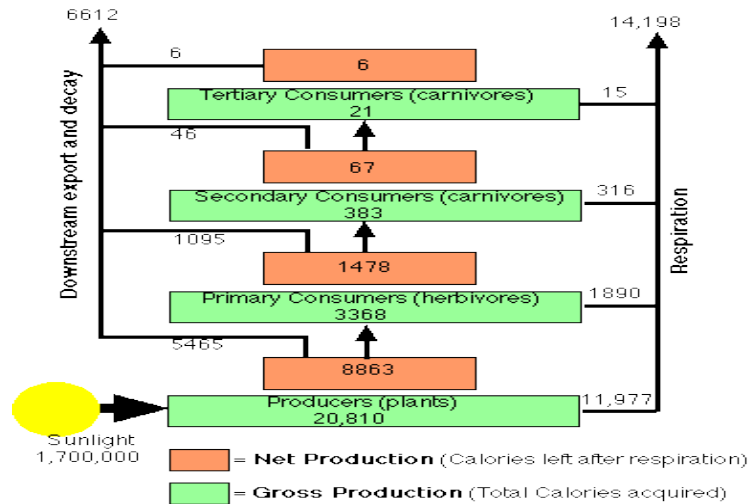 6612
14,198
6
6
Tertiary Consumers (carnivores)
21
15
46
67
Secondary Consumers (carnivores)
383
316
1095
1478
Primary Consumers (herbivores)
3368
1890
5465
8863
Producers (plants)
20,810
11,977
Downstream export and decay
Respiration
Sunlight
1,700,000
= Net Production (Calories left after respiration)
= Gross Production (Total Calories acquired)